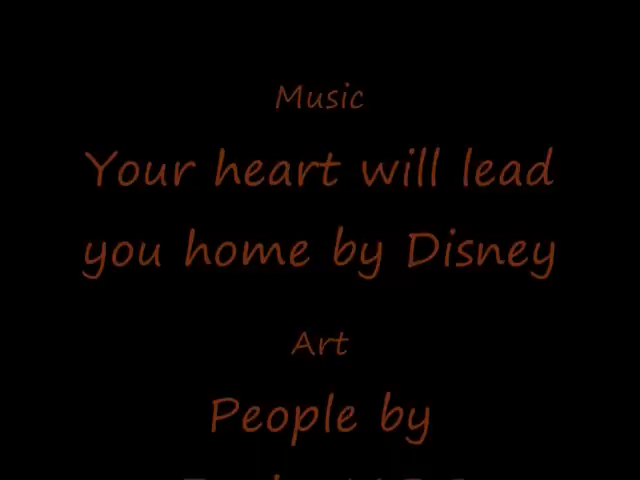 Music
Your heart will lead
you home by Disney
Art
People by